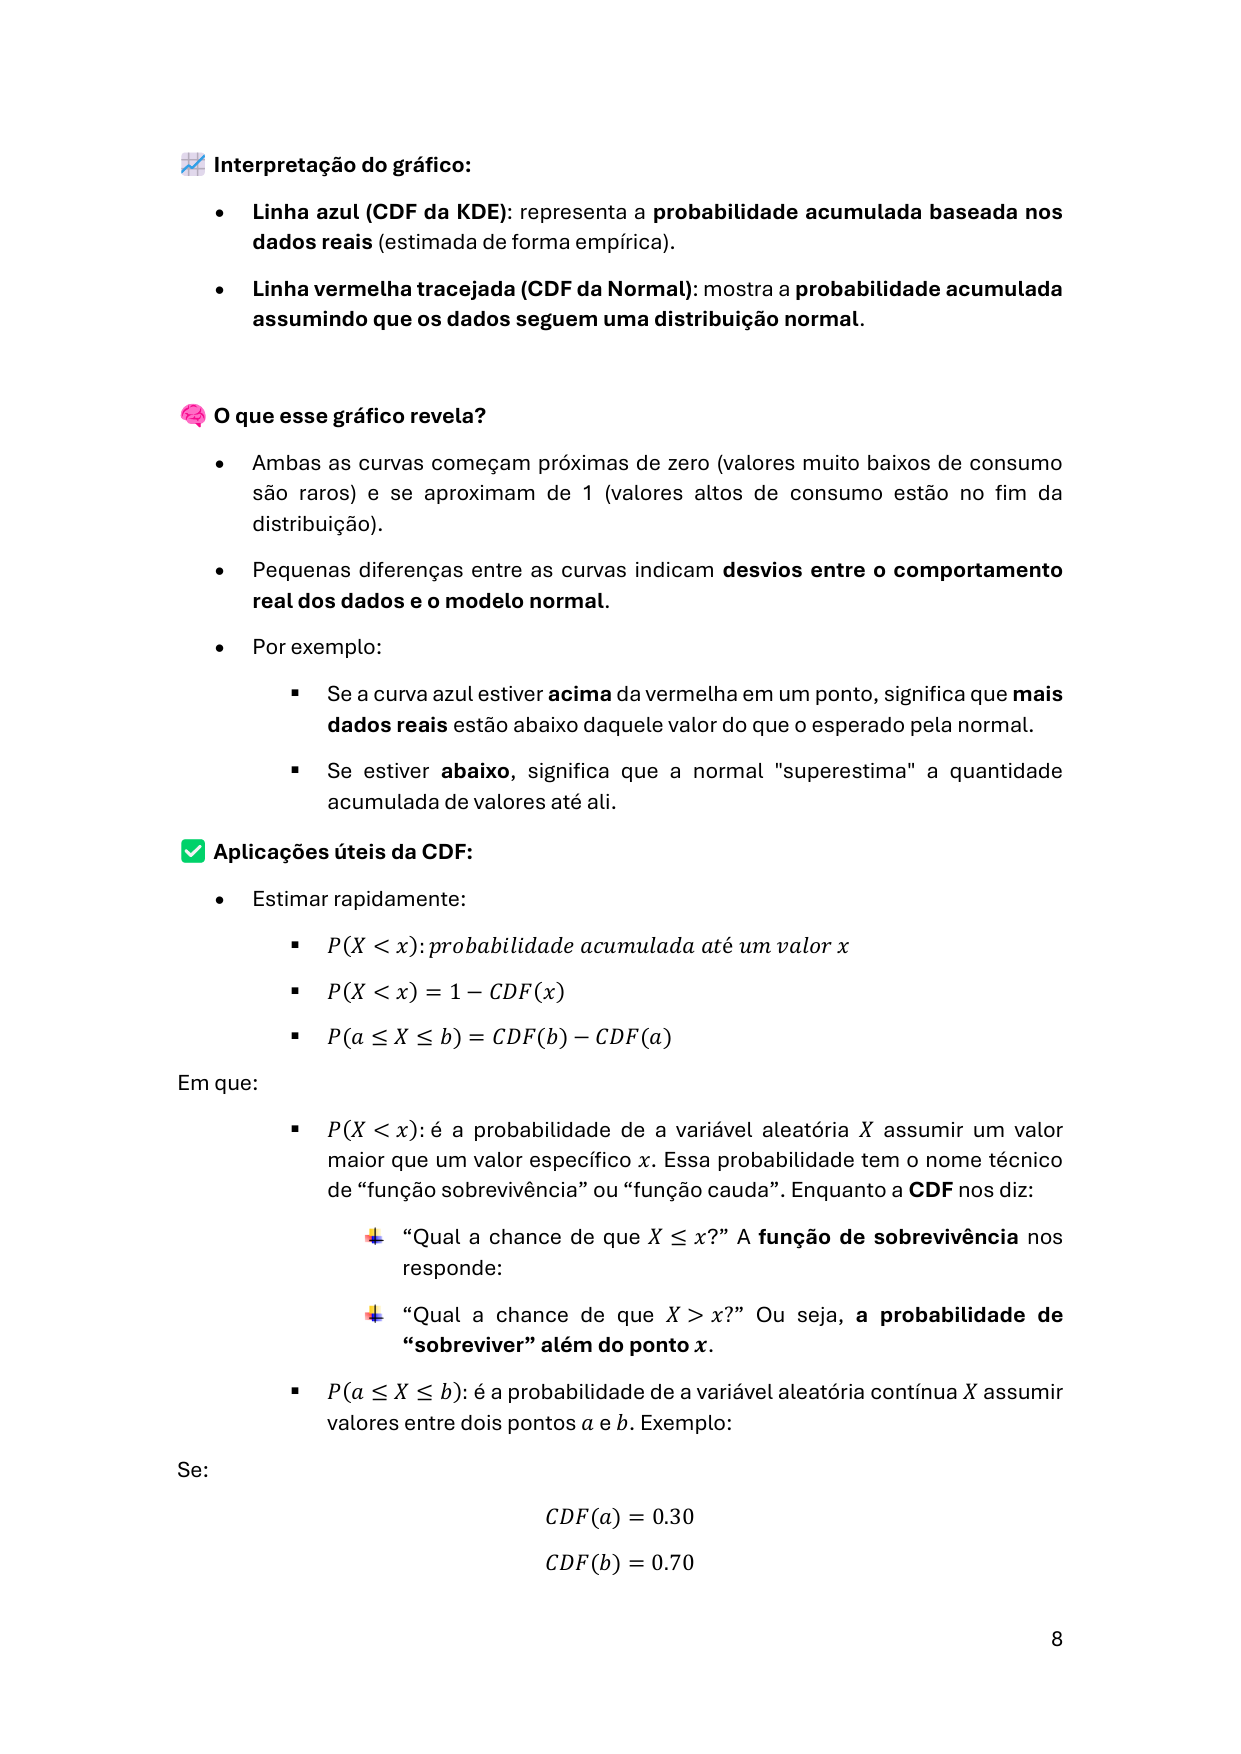 📈 Interpretação do gráfico:
• Linha azul (CDF da KDE): representa a probabilidade acumulada baseada nos
dados reais (estimada de forma empírica).
• Linha vermelha tracejada (CDF da Normal): mostra a probabilidade acumulada
assumindo que os dados seguem uma distribuição normal.
🧠 O que esse gráfico revela?
• Ambas as curvas começam próximas de zero (valores muito baixos de consumo
são raros) e se aproximam de 1 (valores altos de consumo estão no fim da
distribuição).
• Pequenas diferenças entre as curvas indicam desvios entre o comportamento
real dos dados e o modelo normal.
• Por exemplo:
▪ Se a curva azul estiver acima da vermelha em um ponto, significa que mais
dados reais estão abaixo daquele valor do que o esperado pela normal.
▪ Se estiver abaixo, significa que a normal "superestima" a quantidade
acumulada de valores até ali.
✅ Aplicações úteis da CDF:
• Estimar rapidamente:
▪ P(X < x): probabilidade acumulada até um valor x
▪ P(X < x) = 1 − CDF(x)
▪ P(a ≤ X ≤ b) = CDF(b) − CDF(a)
Em que:
▪ P(X < x): é a probabilidade de a variável aleatória X assumir um valor
maior que um valor específico x. Essa probabilidade tem o nome técnico
de “função sobrevivência” ou “função cauda”. Enquanto a CDF nos diz:
“Qual a chance de que X ≤ x?” A função de sobrevivência nos
responde:
“Qual a chance de que X > x?” Ou seja, a probabilidade de
“sobreviver” além do ponto x.
▪ P(a ≤ X ≤ b): é a probabilidade de a variável aleatória contínua X assumir
valores entre dois pontos a e b. Exemplo:
Se:
CDF(a) = 0.30
CDF(b) = 0.70
8